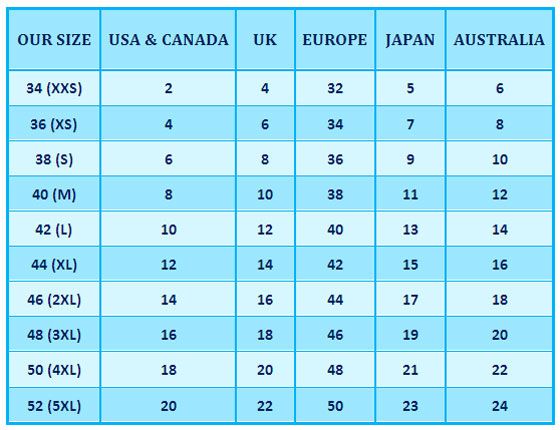 OUR SIZE USA & CANADA UK EUROPE JAPAN AUSTRALIA
34 (XXS) 2 4 32 5 6
36 (XS) 4 6 34 7 8
38 (S) 6 8 36 9 10
40 (M) 8 10 38 11 12
42 (L) 10 12 40 13 14
44 (XL) 12 14 42 15 16
46 (2XL) 14 16 44 17 18
48 (3XL) 16 18 46 19 20
50 (4XL) 18 20 48 21 22
52 (5XL) 20 22 50 23 24